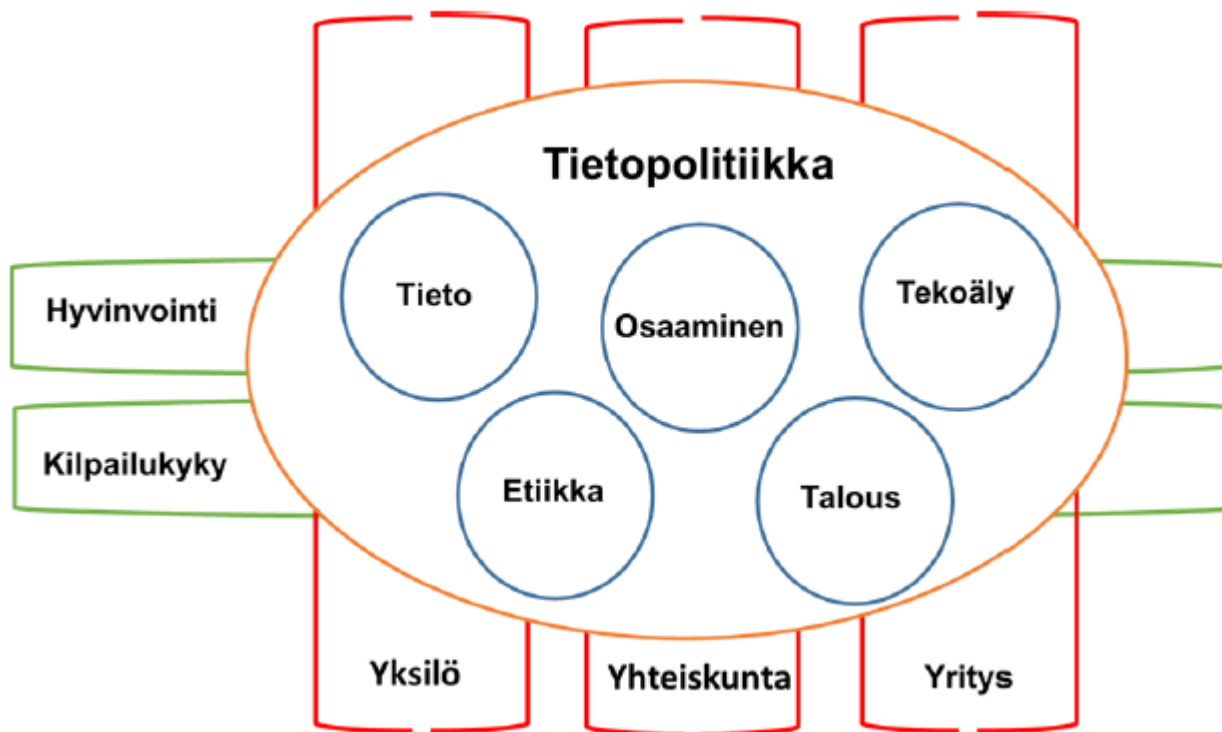 Tietopolitiikka
Tieto
Osaaminen
Tekoäly
Hyvinvointi
Kilpailukyky
Etiikka
Talous
Yksilö
Yhteiskunta
Yritys